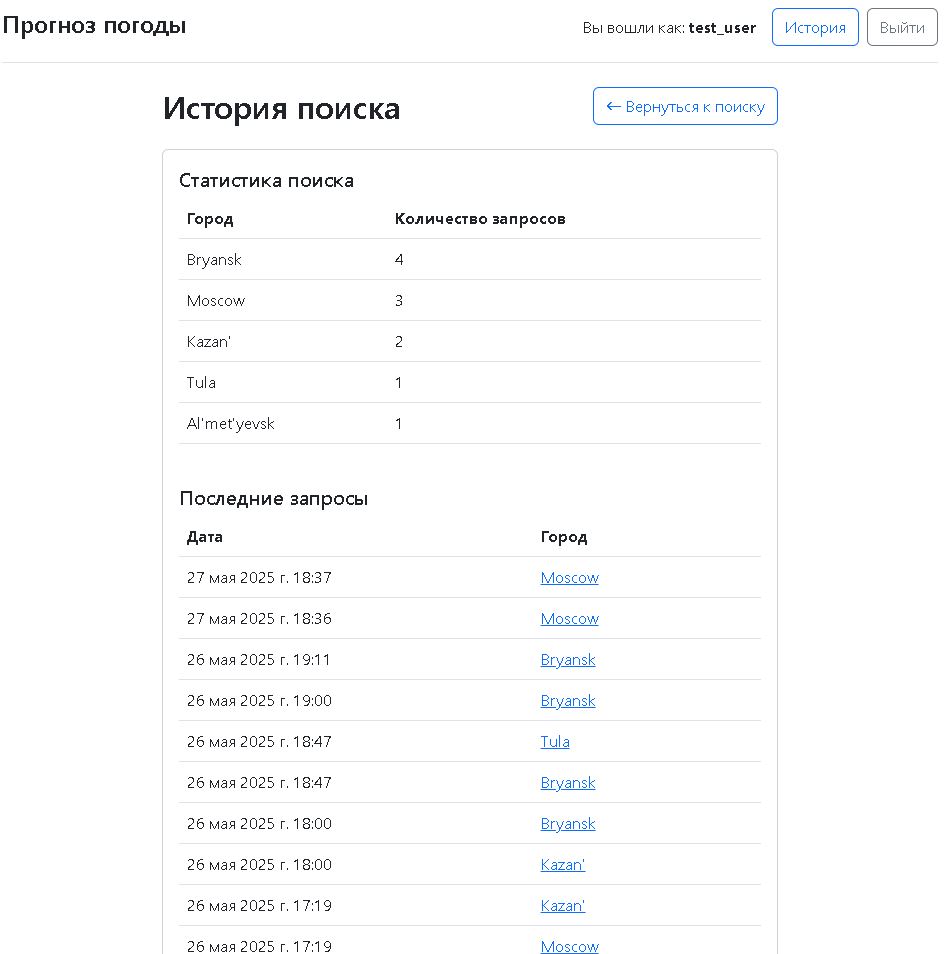 Прогноз погоды
Вы вошли как: test_user История Выйти
История поиска
← Вернуться к поиску
Статистика поиска
Город Количество запросов
Bryansk 4
Moscow 3
Kazan' 2
Tula 1
Al'met'yevsk 1
Последние запросы
Дата Город
27 мая 2025 г. 18:37 Moscow
27 мая 2025 г. 18:36 Moscow
26 мая 2025 г. 19:11 Bryansk
26 мая 2025 г. 19:00 Bryansk
26 мая 2025 г. 18:47 Tula
26 мая 2025 г. 18:47 Bryansk
26 мая 2025 г. 18:00 Bryansk
26 мая 2025 г. 18:00 Kazan'
26 мая 2025 г. 17:19 Kazan'
26 мая 2025 г. 17:19 Moscow